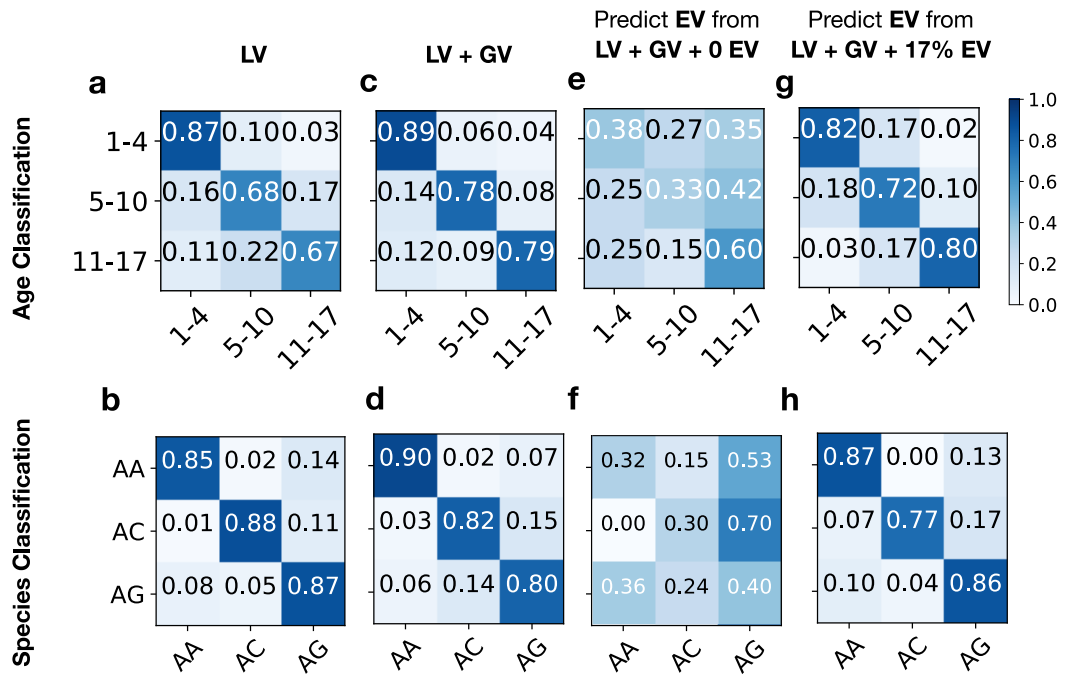 LV
LV + GV
Predict EV from
LV + GV + 0 EV
Predict EV from
LV + GV + 17% EV
Age Classification
a
1-4
5-10
11-17
0.87 0.10 0.03
0.16 0.68 0.17
0.11 0.22 0.67
1-4 5-10 11-17
c
0.89 0.06 0.04
0.14 0.78 0.08
0.12 0.09 0.79
1-4 5-10 11-17
e
0.38 0.27 0.35
0.25 0.33 0.42
0.25 0.15 0.60
1-4 5-10 11-17
g
0.82 0.17 0.02
0.18 0.72 0.10
0.03 0.17 0.80
1-4 5-10 11-17
1.0
0.8
0.6
0.4
0.2
0.0
Species Classification
b
AA
AC
AG
0.85 0.02 0.14
0.01 0.88 0.11
0.08 0.05 0.87
AA AC AG
d
0.90 0.02 0.07
0.03 0.82 0.15
0.06 0.14 0.80
AA AC AG
f
0.32 0.15 0.53
0.00 0.30 0.70
0.36 0.24 0.40
AA AC AG
h
0.87 0.00 0.13
0.07 0.77 0.17
0.10 0.04 0.86
AA AC AG